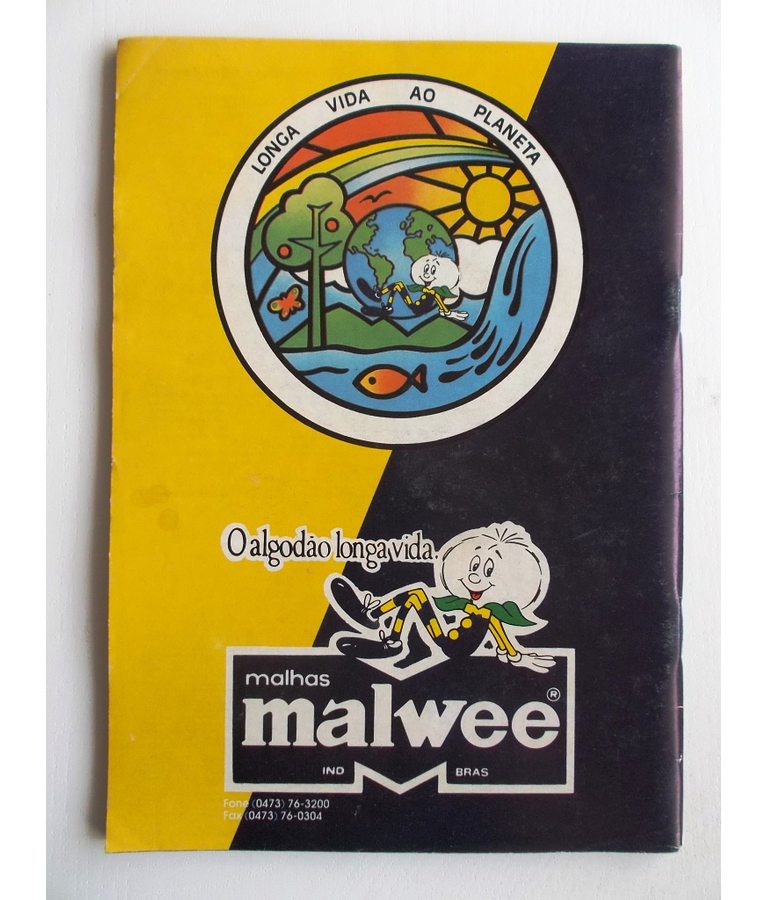 LONGA VIDA AO PLANETA
O algodão longa vida.
malhas
malwee®
IND BRAS
Fone (0473) 76-3200
Fax (0473) 76-0304